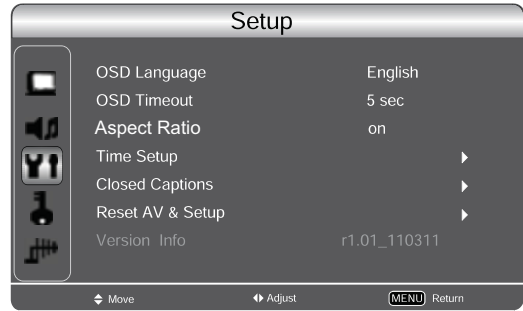 Setup
OSD Language English
OSD Timeout 5 sec
Aspect Ratio on
Time Setup
Closed Captions
Reset AV & Setup
Version Info r1.01_110311
Move Adjust MENU Return